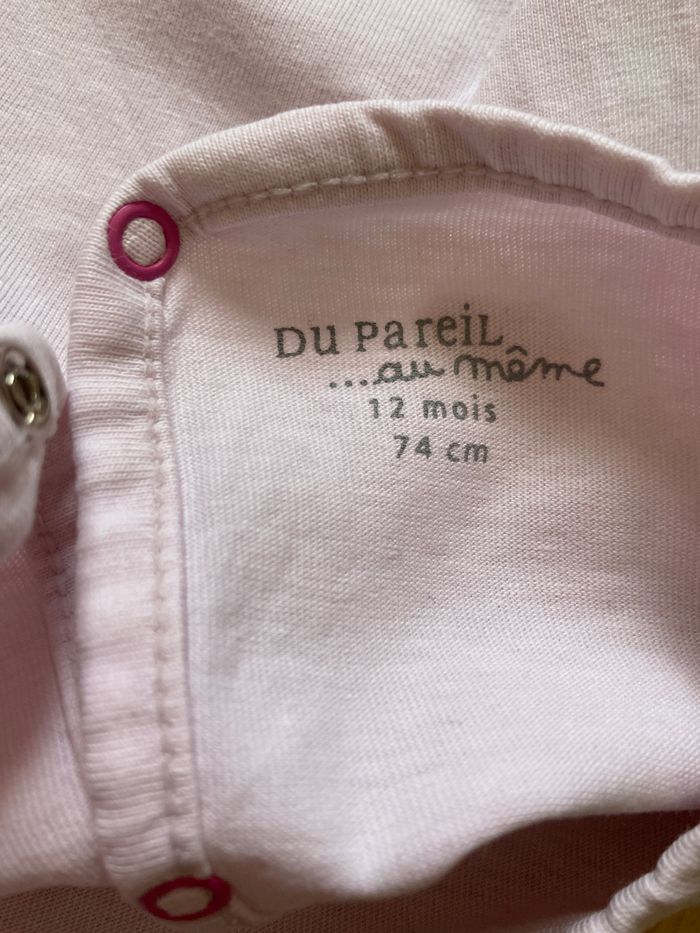 DU PareiL
...au même
12 mois
74 cm